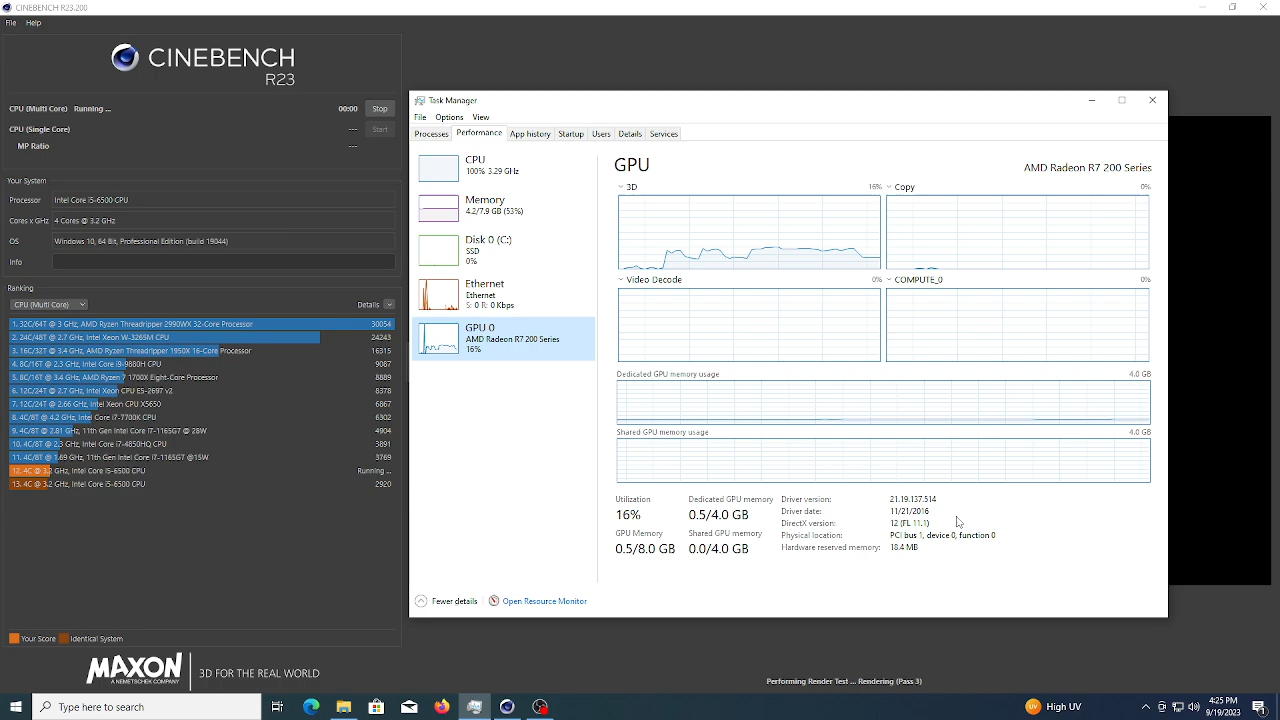 CINEBENCH R23.200
File Help
CINEBENCH
R23
CPU (Multi Core) Running ... 00:00 Stop
CPU (Single Core) --- Start
MP Ratio ---
Your System
Processor Intel Core i5-6500 CPU
Cores x GHz 4 Cores @ 3.2 GHz
OS Windows 10, 64 Bit, Professional Edition (build 19044)
Info
Ranking
CPU (Multi Core) Details
1. 32C/64T @ 3 GHz, AMD Ryzen Threadripper 2990WX 32-Core Processor 30054
2. 24C/48T @ 2.7 GHz, Intel Xeon W-3265M CPU 24243
3. 16C/32T @ 3.4 GHz, AMD Ryzen Threadripper 1950X 16-Core Processor 16315
4. 8C/16T @ 2.3 GHz, Intel Core i9-9880H CPU 9087
5. 8C/16T @ 3.4 GHz, AMD Ryzen 7 1700X Eight-Core Processor 8889
6. 12C/24T @ 2.7 GHz, Intel Xeon CPU E5-2697 v2 8378
7. 12C/24T @ 2.66 GHz, Intel Xeon CPU X5650 6867
8. 4C/8T @ 4.2 GHz, Intel Core i7-7700K CPU 6302
9. 4C/8T @ 2.81 GHz, 11th Gen Intel Core i7-1165G7 @ 28W 4904
10. 4C/8T @ 2.3 GHz, Intel Core i7-4850HQ CPU 3891
11. 4C/8T @ 1.69 GHz, 11th Gen Intel Core i7-1165G7 @15W 3769
12. 4C @ 3.2 GHz, Intel Core i5-6500 CPU Running ...
13. 4C @ 3.2 GHz, Intel Core i5-6500 CPU 2920
Your Score Identical System
MAXON
A NEMETSCHEK COMPANY
3D FOR THE REAL WORLD
Task Manager
File Options View
Processes Performance App history Startup Users Details Services
CPU
100% 3.29 GHz
Memory
4.2/7.9 GB (53%)
Disk 0 (C:)
SSD
0%
Ethernet
Ethernet
S: 0 R: 0 Kbps
GPU 0
AMD Radeon R7 200 Series
16%
GPU AMD Radeon R7 200 Series
3D 16% Copy 0%
Video Decode 0% COMPUTE_0 0%
Dedicated GPU memory usage 4.0 GB
Shared GPU memory usage 4.0 GB
Utilization
16%
Dedicated GPU memory
0.5/4.0 GB
GPU Memory
0.5/8.0 GB
Shared GPU memory
0.0/4.0 GB
Driver version: 21.19.137.514
Driver date: 11/21/2016
DirectX version: 12 (FL 11.1)
Physical location: PCI bus 1, device 0, function 0
Hardware reserved memory: 18.4 MB
Fewer details Open Resource Monitor
Performing Render Test ... Rendering (Pass 3)
Type here to search
UV High UV
4:25 PM
9/19/2023